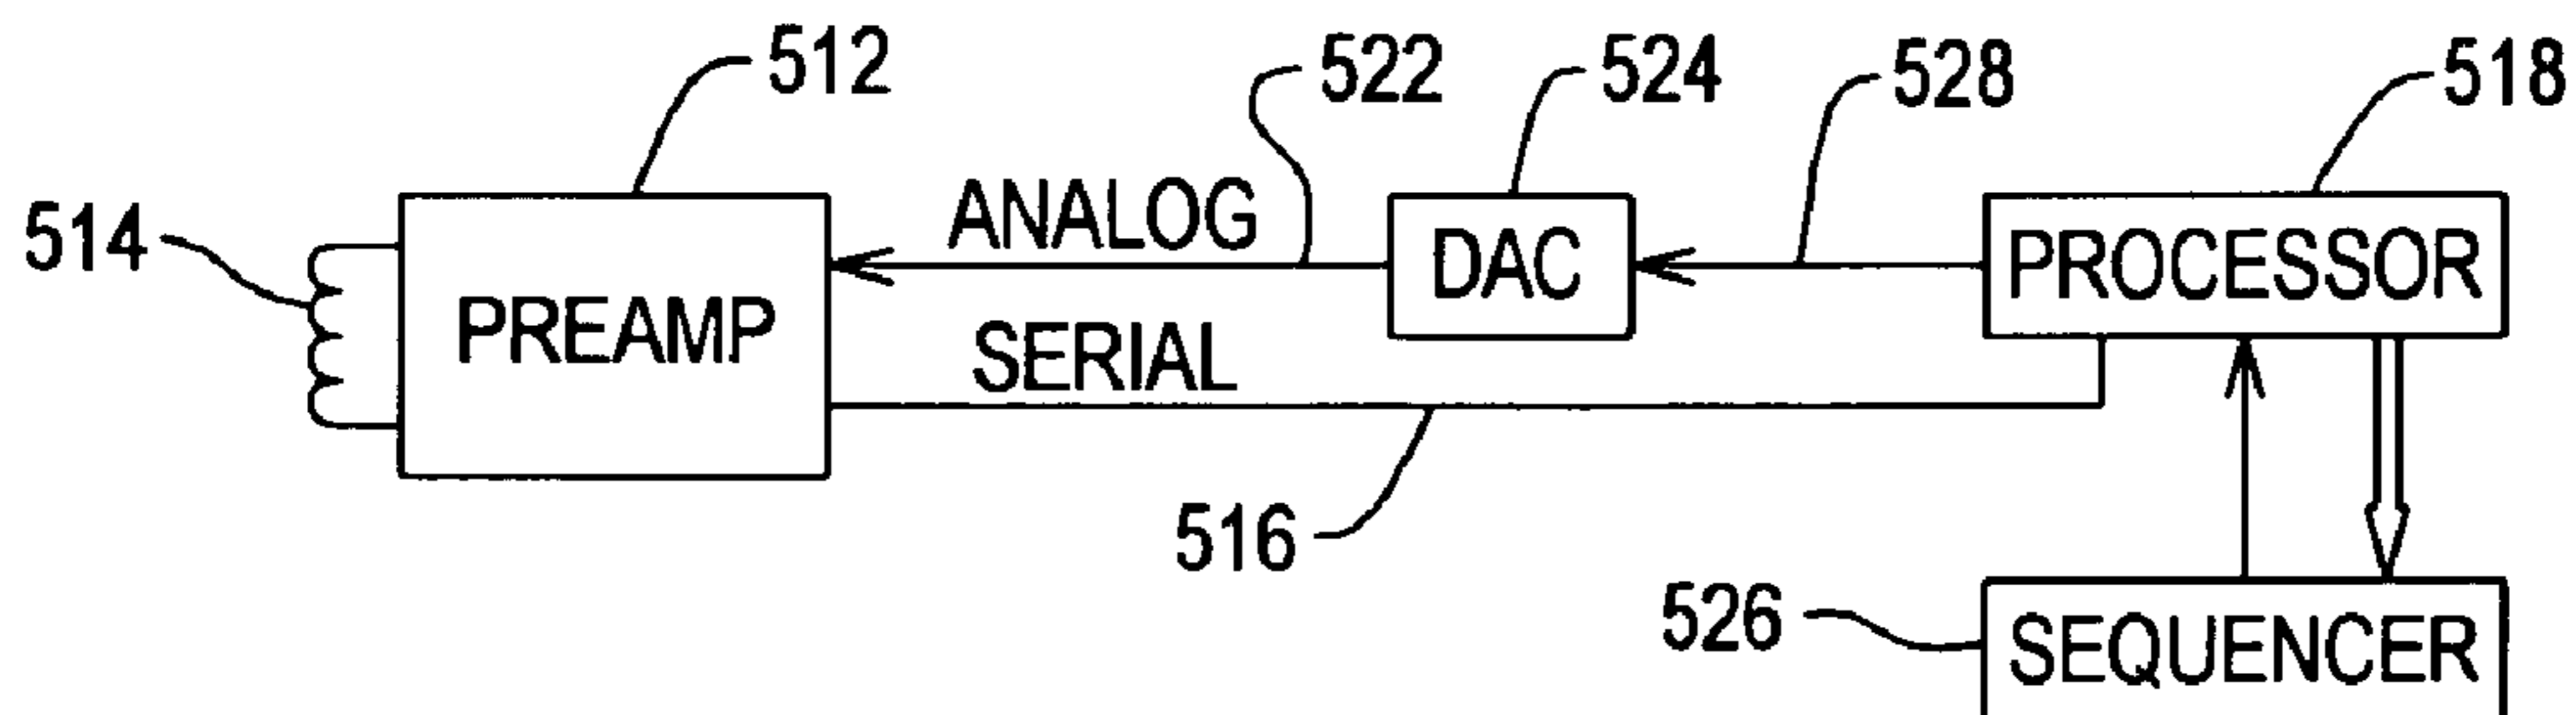 512
522
524
528
518
514
ANALOG
DAC
PROCESSOR
PREAMP
SERIAL
516
526
SEQUENCER